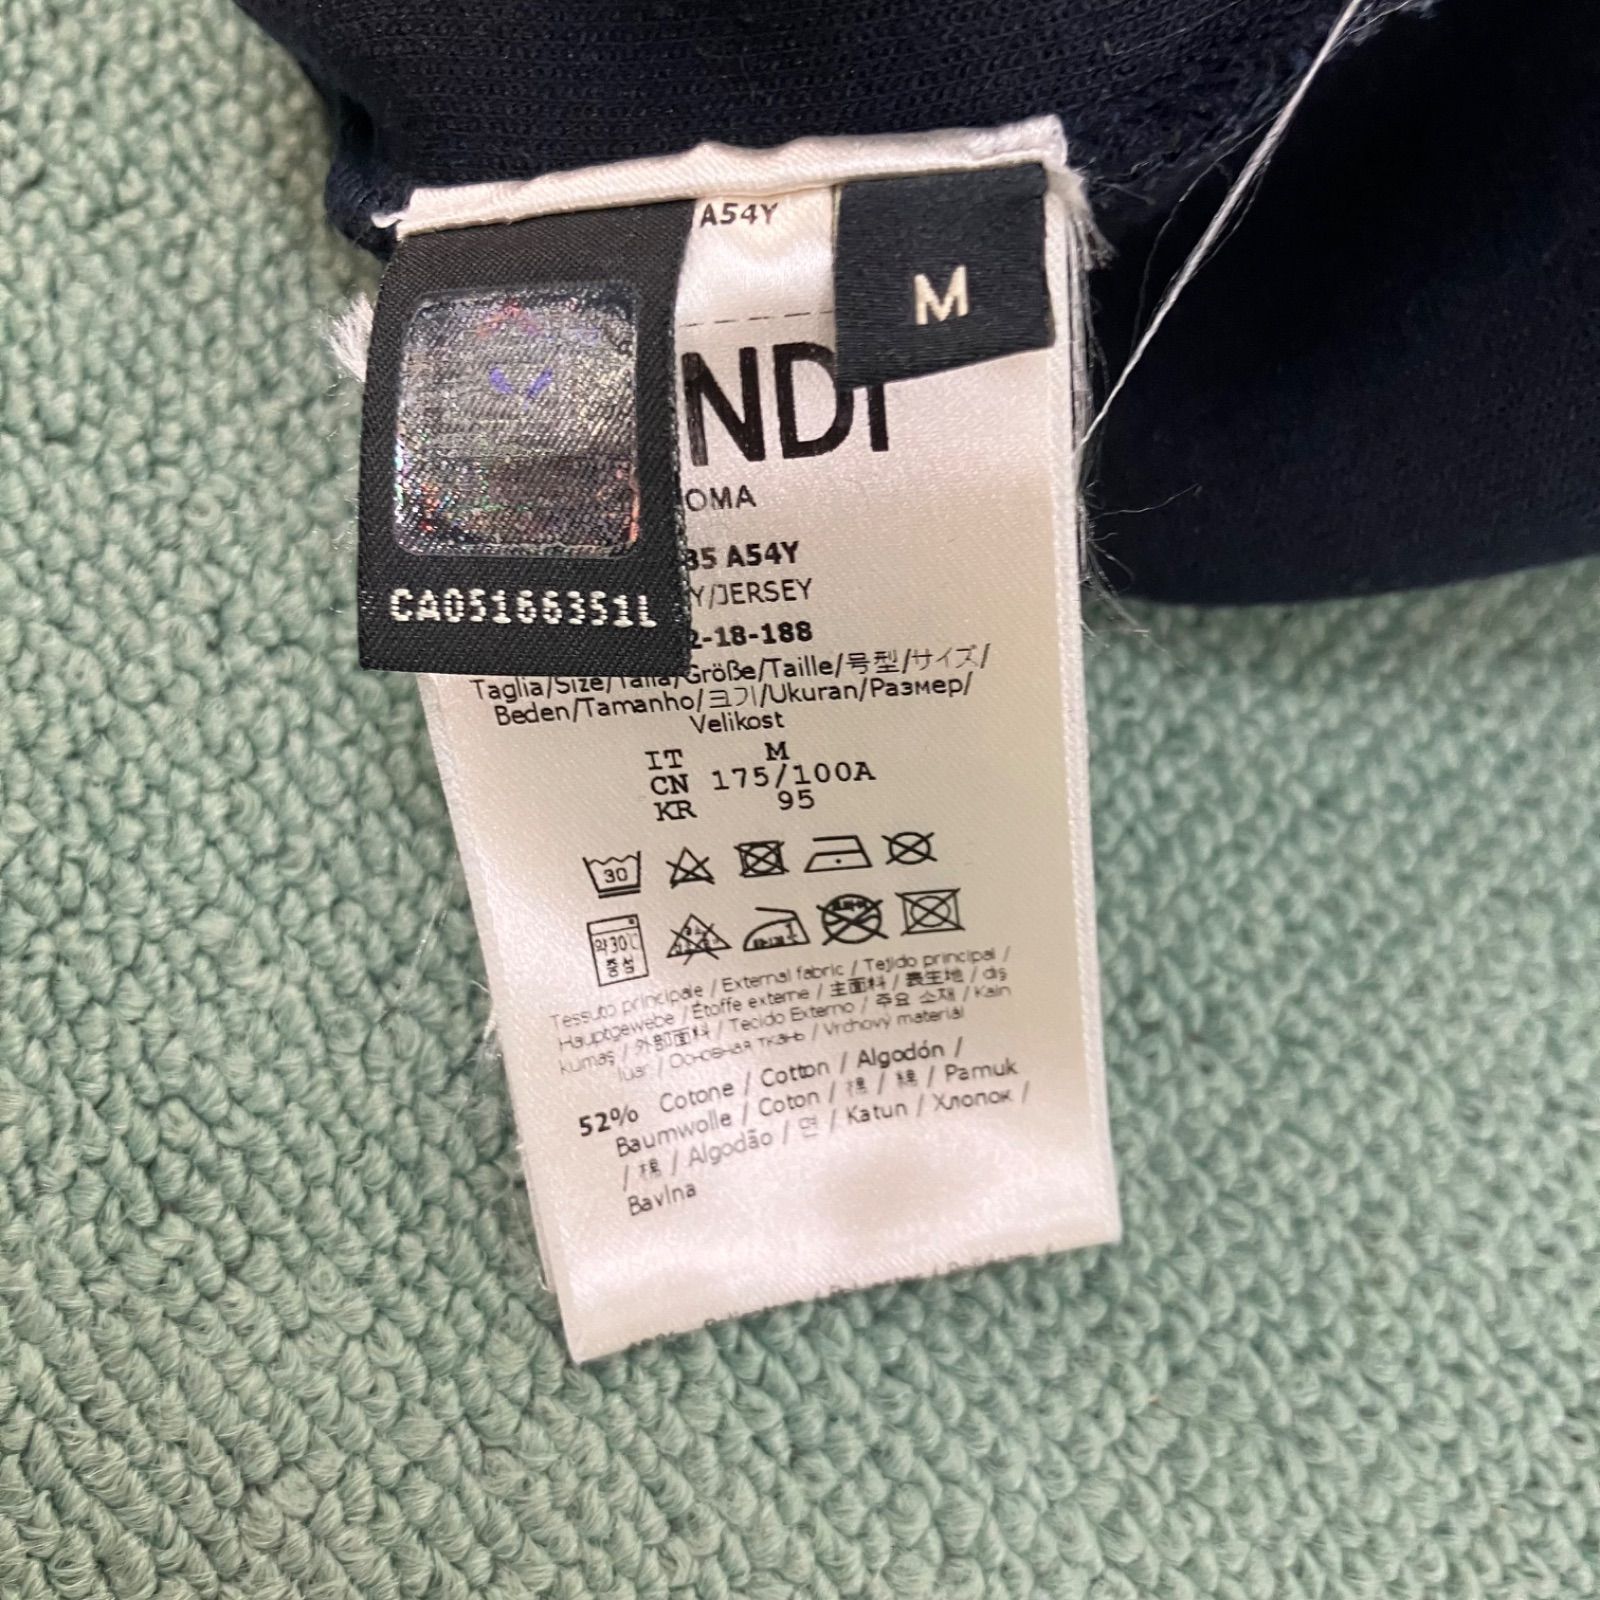 A54Y
M
NDI
OMA
35 A54Y
CA05166351L
Y/JERSEY
2-18-188
Taglia/Size/Talla/Größe/Taille/号型/サイズ/
Beden/Tamanho/크기/Ukuran/Размер/
Velikost
IT M
CN 175/100A
KR 95
30
약30℃
중성
Tessuto principale / External fabric / Tejido principal /
Hauptgewebe / Étoffe externe / 主面料 / 表生地 / dış
kumaş / 外部面料 / Tecido Externo / 주요 소재 / Kain
luar / Основная ткань / Vrchový materiál
52% Cotone / Cotton / Algodón /
Baumwolle / Coton / 棉 / 綿 / Pamuk
/ 棉 / Algodão / 면 / Katun / Хлопок /
Bavlna